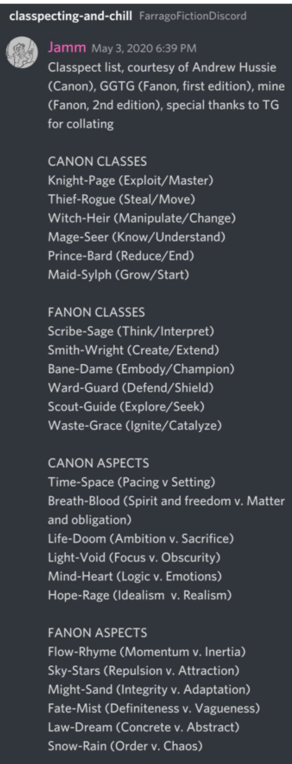 classpecting-and-chill FarragoFictionDiscord
Jamm May 3, 2020 6:39 PM
Classpect list, courtesy of Andrew Hussie
(Canon), GGTG (Fanon, first edition), mine
(Fanon, 2nd edition), special thanks to TG
for collating
CANON CLASSES
Knight-Page (Exploit/Master)
Thief-Rogue (Steal/Move)
Witch-Heir (Manipulate/Change)
Mage-Seer (Know/Understand)
Prince-Bard (Reduce/End)
Maid-Sylph (Grow/Start)
FANON CLASSES
Scribe-Sage (Think/Interpret)
Smith-Wright (Create/Extend)
Bane-Dame (Embody/Champion)
Ward-Guard (Defend/Shield)
Scout-Guide (Explore/Seek)
Waste-Grace (Ignite/Catalyze)
CANON ASPECTS
Time-Space (Pacing v Setting)
Breath-Blood (Spirit and freedom v. Matter
and obligation)
Life-Doom (Ambition v. Sacrifice)
Light-Void (Focus v. Obscurity)
Mind-Heart (Logic v. Emotions)
Hope-Rage (Idealism v. Realism)
FANON ASPECTS
Flow-Rhyme (Momentum v. Inertia)
Sky-Stars (Repulsion v. Attraction)
Might-Sand (Integrity v. Adaptation)
Fate-Mist (Definiteness v. Vagueness)
Law-Dream (Concrete v. Abstract)
Snow-Rain (Order v. Chaos)